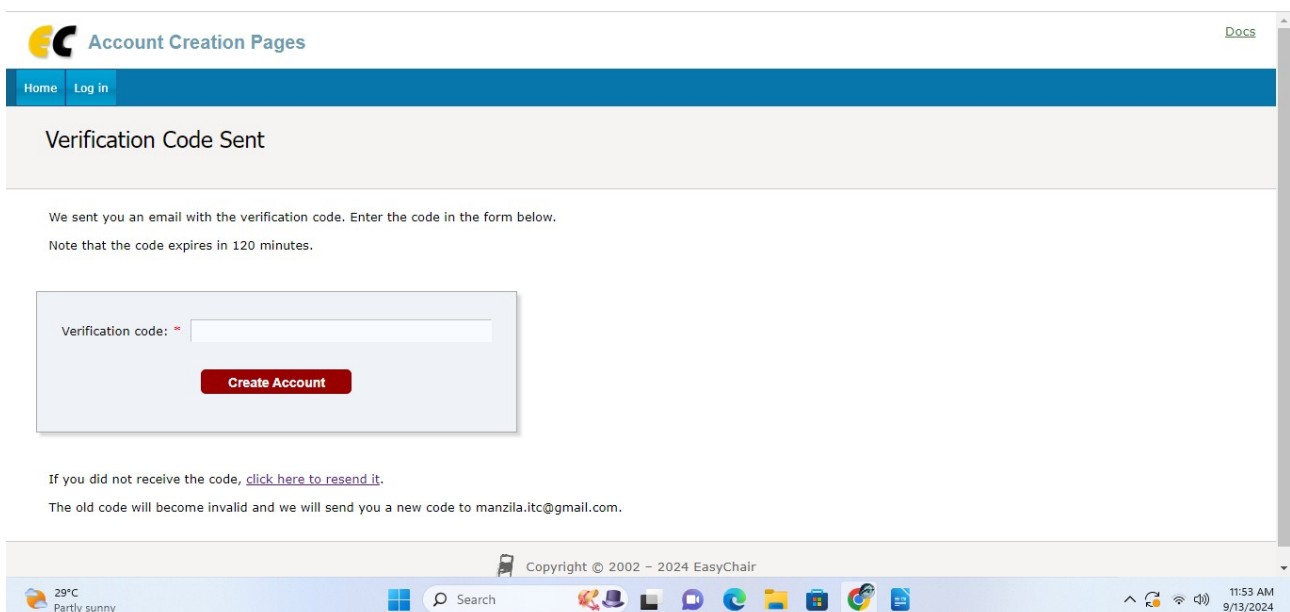 Docs
EC Account Creation Pages
Home Log in
Verification Code Sent
We sent you an email with the verification code. Enter the code in the form below.
Note that the code expires in 120 minutes.
Verification code: *
Create Account
If you did not receive the code, click here to resend it.
The old code will become invalid and we will send you a new code to manzila.itc@gmail.com.
Copyright © 2002 – 2024 EasyChair
29°C
Partly sunny
Search
11:53 AM
9/13/2024